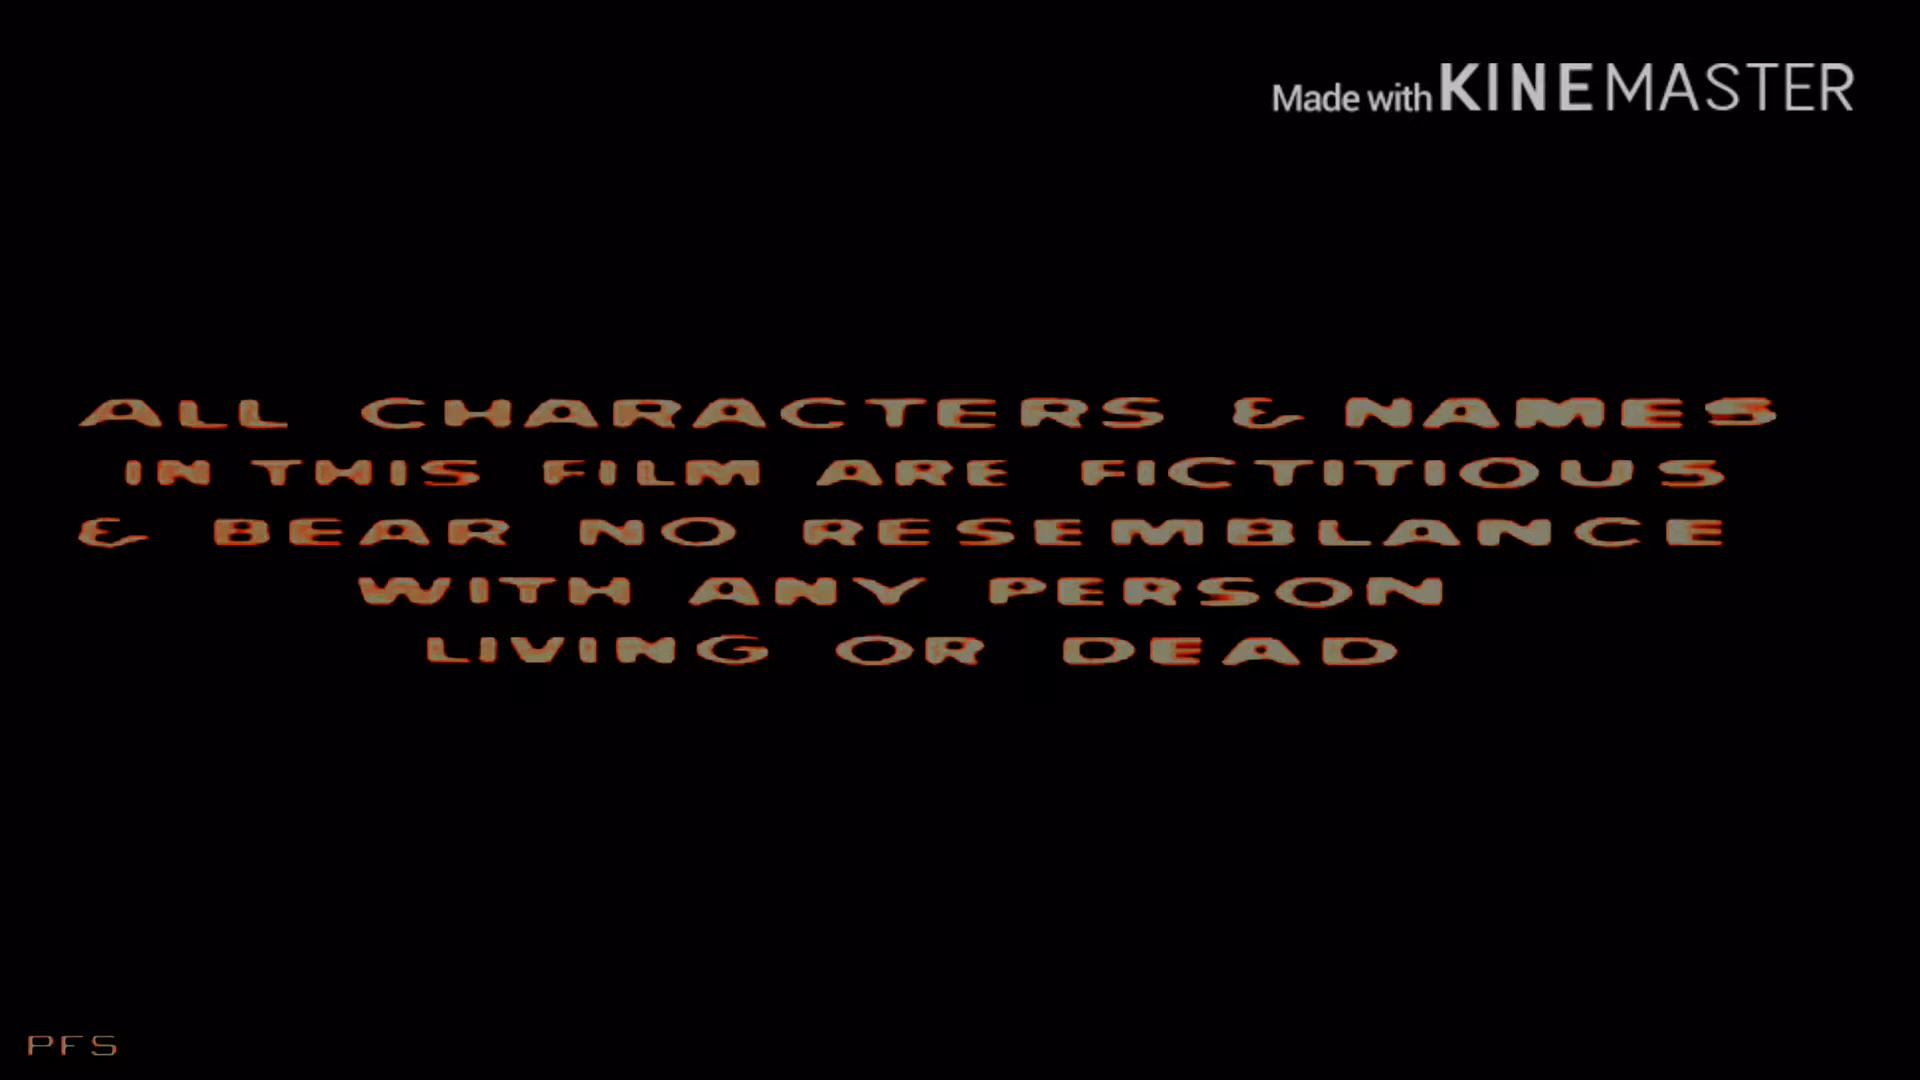 Made with KINEMASTER
ALL CHARACTERS & NAMES
IN THIS FILM ARE FICTITIOUS
& BEAR NO RESEMBLANCE
WITH ANY PERSON
LIVING OR DEAD
PFS